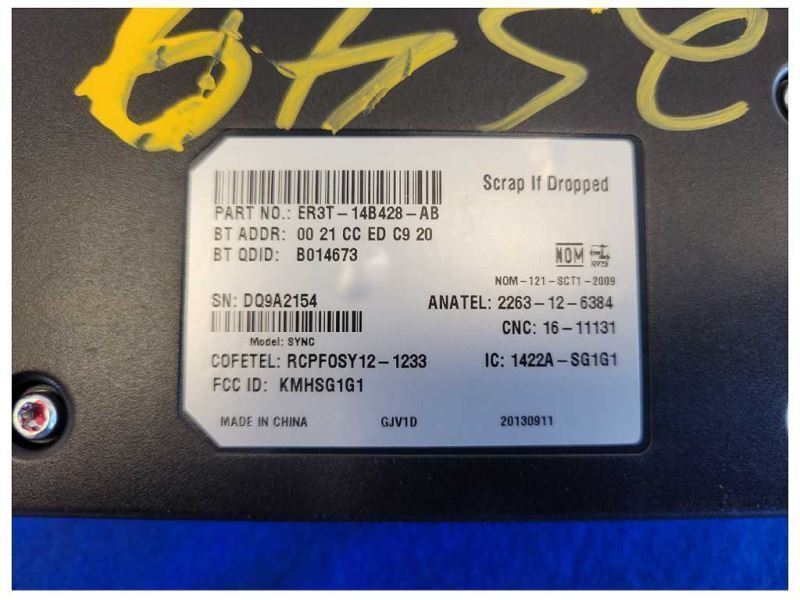 2549
Scrap If Dropped
PART NO.: ER3T-14B428-AB
BT ADDR: 00 21 CC ED C9 20
BT QDID: B014673
NOM NYCE
NOM-121-SCT1-2009
SN: DQ9A2154
ANATEL: 2263-12-6384
CNC: 16-11131
Model: SYNC
COFETEL: RCPFOSY12-1233
IC: 1422A-SG1G1
FCC ID: KMHSG1G1
MADE IN CHINA GJV1D 20130911